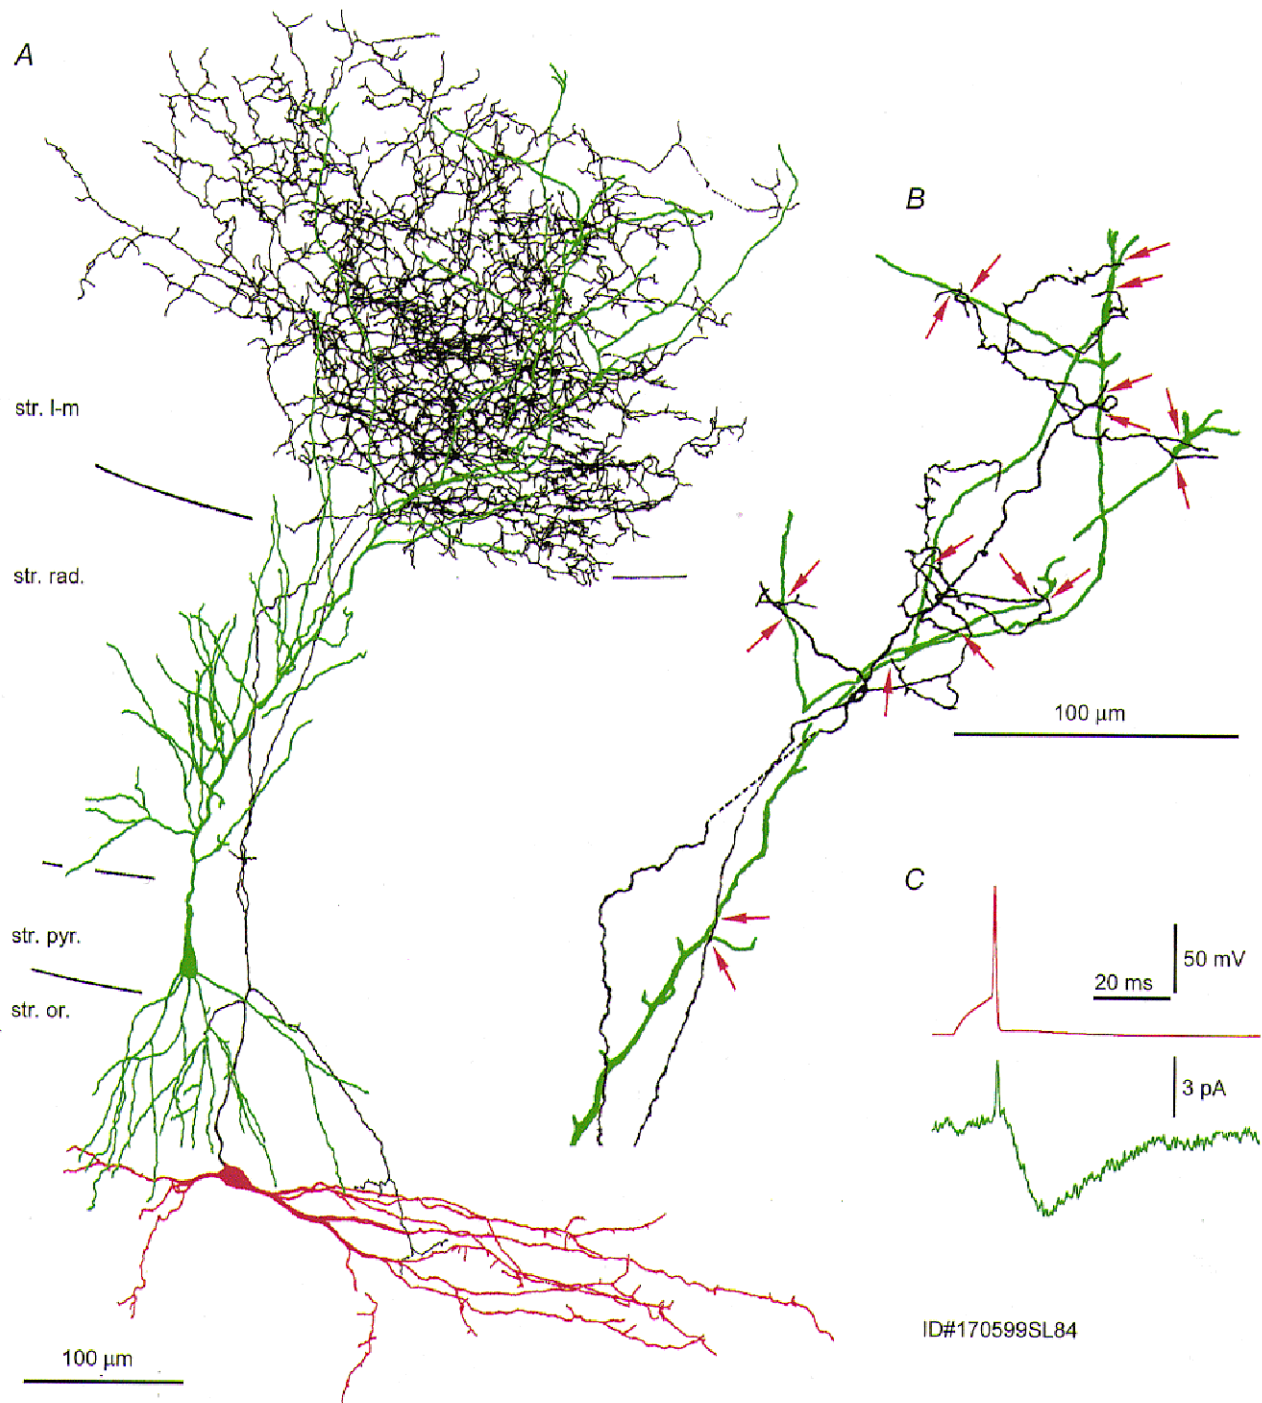 A
B
str. l-m
str. rad.
100 µm
C
str. pyr.
50 mV
20 ms
str. or.
3 pA
ID#170599SL84
100 µm